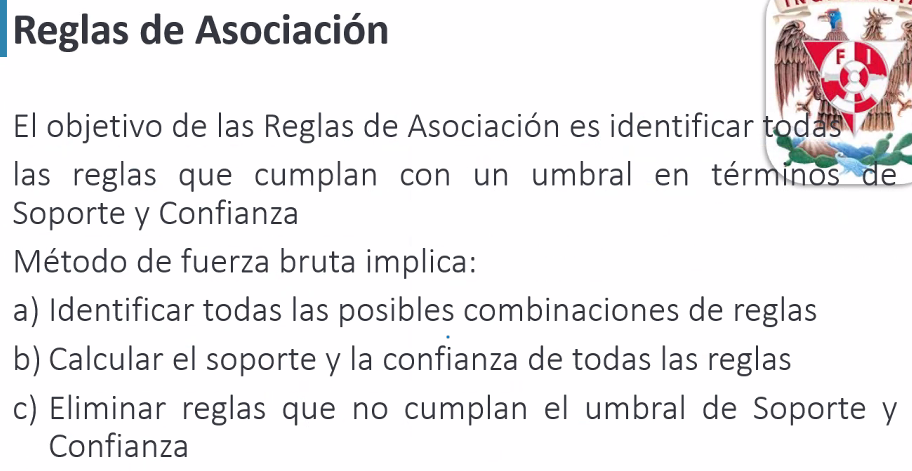 Reglas de Asociación
F I
El objetivo de las Reglas de Asociación es identificar todas
las reglas que cumplan con un umbral en términos de
Soporte y Confianza
Método de fuerza bruta implica:
a) Identificar todas las posibles combinaciones de reglas
b) Calcular el soporte y la confianza de todas las reglas
c) Eliminar reglas que no cumplan el umbral de Soporte y
Confianza